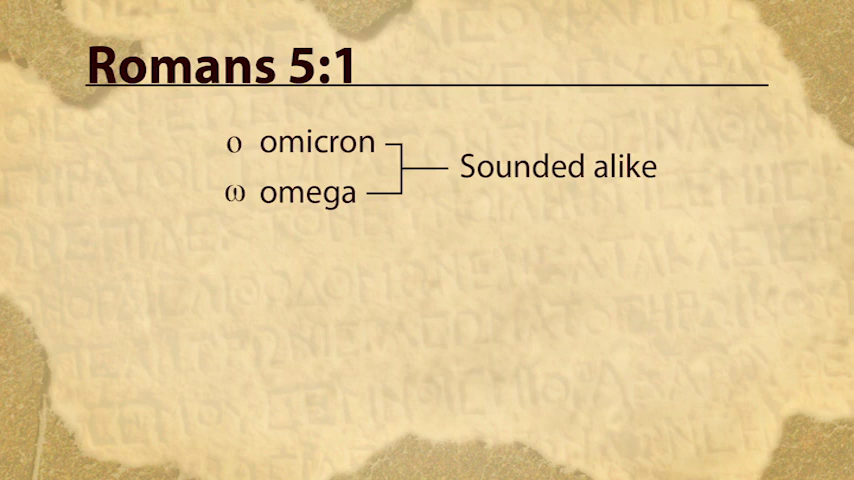 Romans 5:1
ο omicron
Sounded alike
ω omega